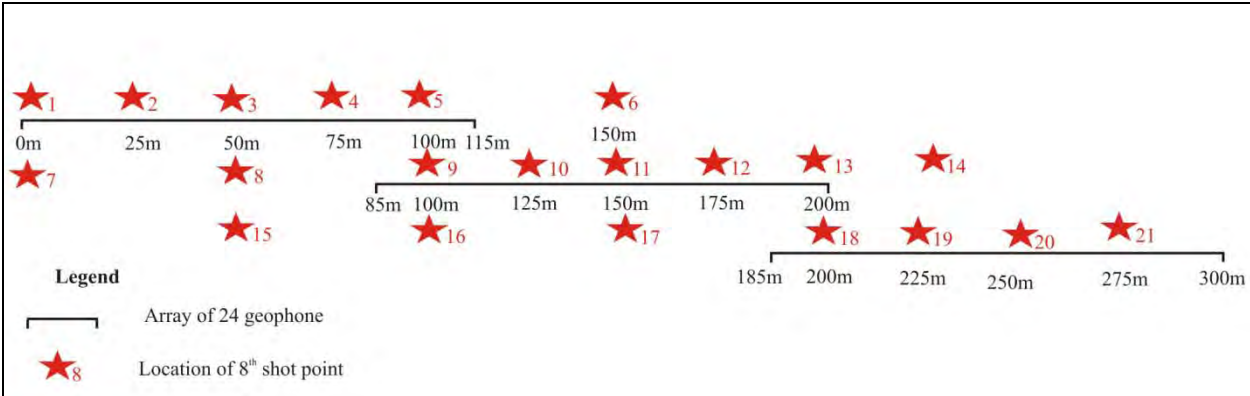 1 2 3 4 5 6
0m 25m 50m 75m 100m 115m 150m
7 8 9 10 11 12 13 14
85m 100m 125m 150m 175m 200m
15 16 17 18 19 20 21
185m 200m 225m 250m 275m 300m
Legend
Array of 24 geophone
8 Location of 8th shot point